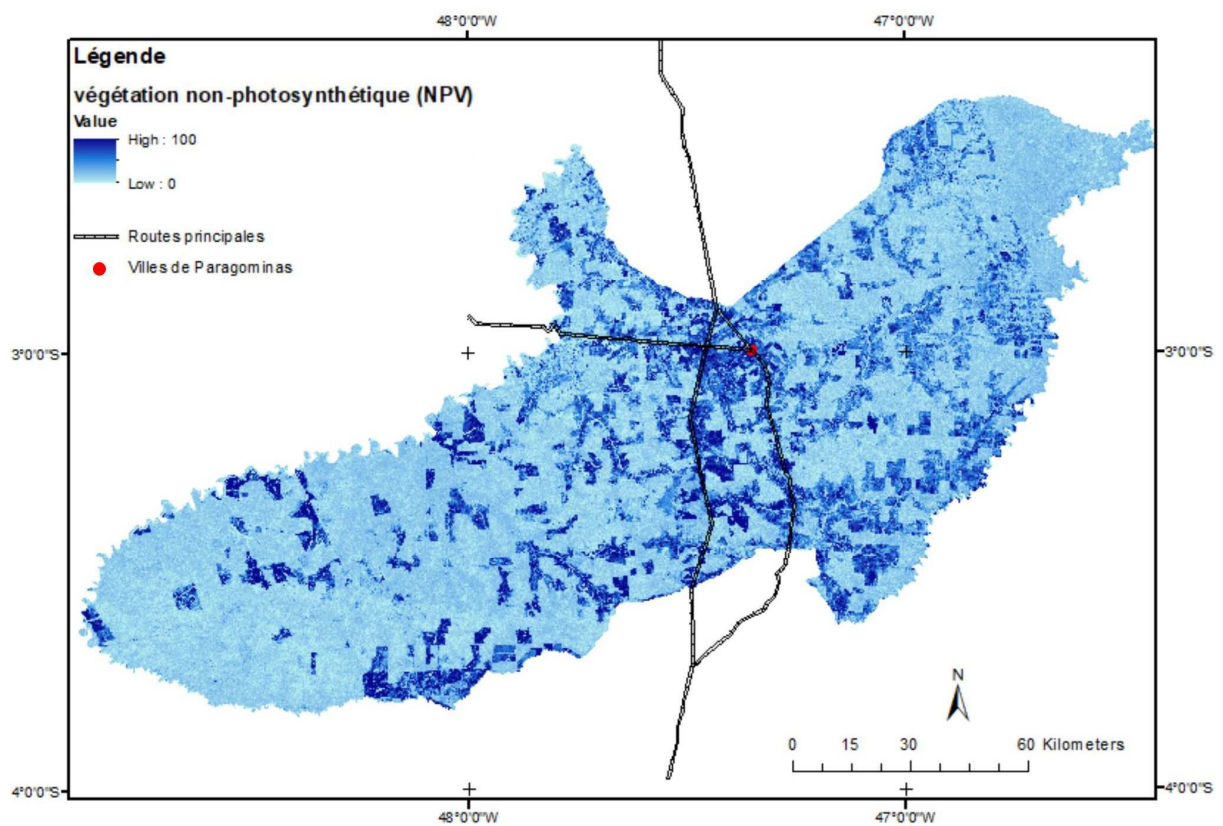 48°0'0"W
47°0'0"W
Légende
végétation non-photosynthétique (NPV)
Value
High : 100
Low : 0
Routes principales
Villes de Paragominas
3°0'0"S
3°0'0"S
N
0 15 30 60 Kilometers
4°0'0"S
4°0'0"S
48°0'0"W
47°0'0"W